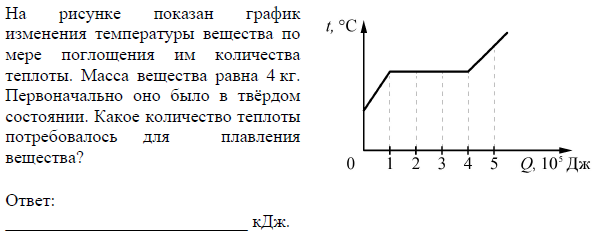 На рисунке показан график
изменения температуры вещества по
мере поглощения им количества
теплоты. Масса вещества равна 4 кг.
Первоначально оно было в твёрдом
состоянии. Какое количество теплоты
потребовалось для плавления
вещества?
Ответ:
____________________________ кДж.
t, °C
0 1 2 3 4 5 Q, 10⁵ Дж